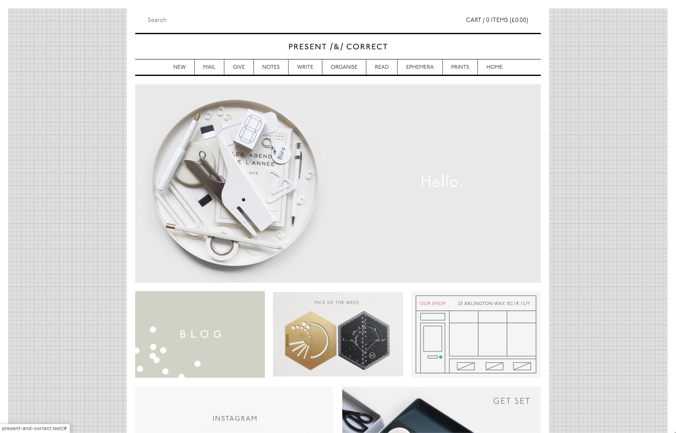 Search
CART / 0 ITEMS (£0.00)
PRESENT /&/ CORRECT
NEW
MAIL
GIVE
NOTES
WRITE
ORGANISE
READ
EPHEMERA
PRINTS
HOME
LES AGENDA
DE L'ANNEE
Hello.
BLOG
PICK OF THE WEEK
OUR SHOP
23 ARLINGTON WAY, EC1R 1UY
INSTAGRAM
GET SET
present-and-correct.test/#